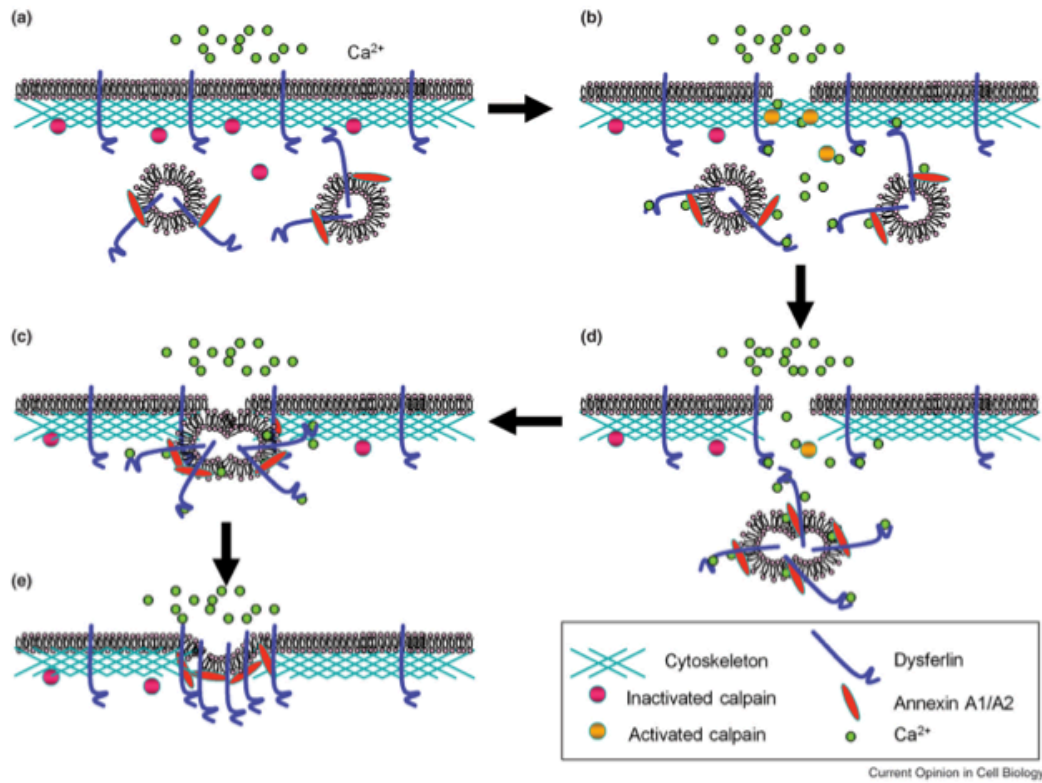 (a)
Ca²⁺
(b)
(c)
(d)
(e)
Cytoskeleton
Dysferlin
Inactivated calpain
Annexin A1/A2
Activated calpain
Ca²⁺
Current Opinion in Cell Biology